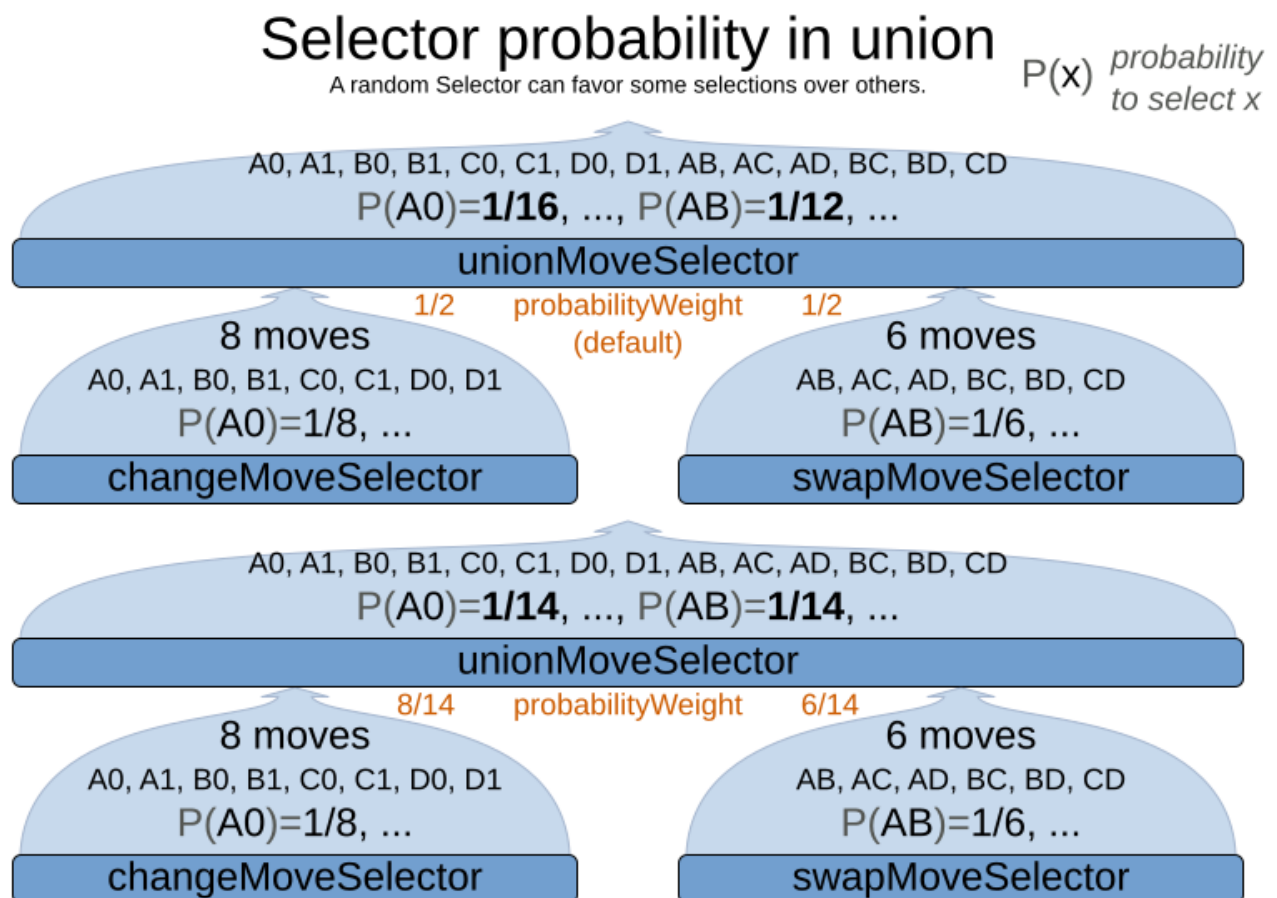 Selector probability in union
A random Selector can favor some selections over others.
P(x) probability
to select x
A0, A1, B0, B1, C0, C1, D0, D1, AB, AC, AD, BC, BD, CD
P(A0)=1/16, ..., P(AB)=1/12, ...
unionMoveSelector
1/2 probabilityWeight 1/2
(default)
8 moves
A0, A1, B0, B1, C0, C1, D0, D1
P(A0)=1/8, ...
changeMoveSelector
6 moves
AB, AC, AD, BC, BD, CD
P(AB)=1/6, ...
swapMoveSelector
A0, A1, B0, B1, C0, C1, D0, D1, AB, AC, AD, BC, BD, CD
P(A0)=1/14, ..., P(AB)=1/14, ...
unionMoveSelector
8/14 probabilityWeight 6/14
8 moves
A0, A1, B0, B1, C0, C1, D0, D1
P(A0)=1/8, ...
changeMoveSelector
6 moves
AB, AC, AD, BC, BD, CD
P(AB)=1/6, ...
swapMoveSelector